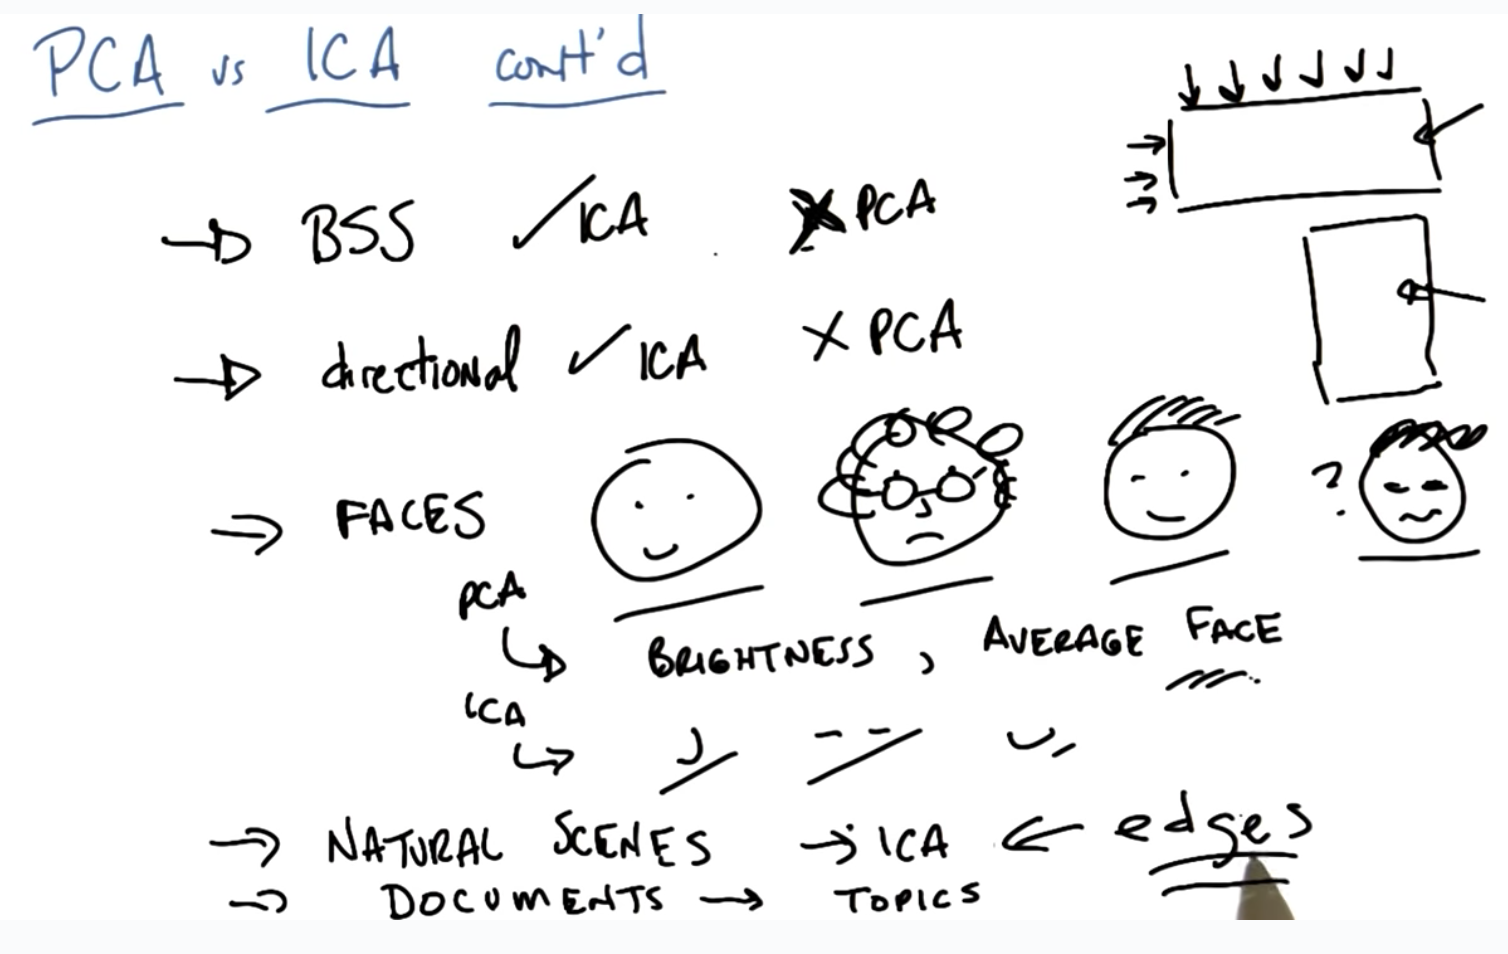 PCA vs ICA cont'd
BSS ✓ ICA X PCA
directional ✓ ICA X PCA
FACES
?
PCA
BRIGHTNESS, AVERAGE FACE
ICA
NATURAL SCENES → ICA ← edges
DOCUMENTS → TOPICS